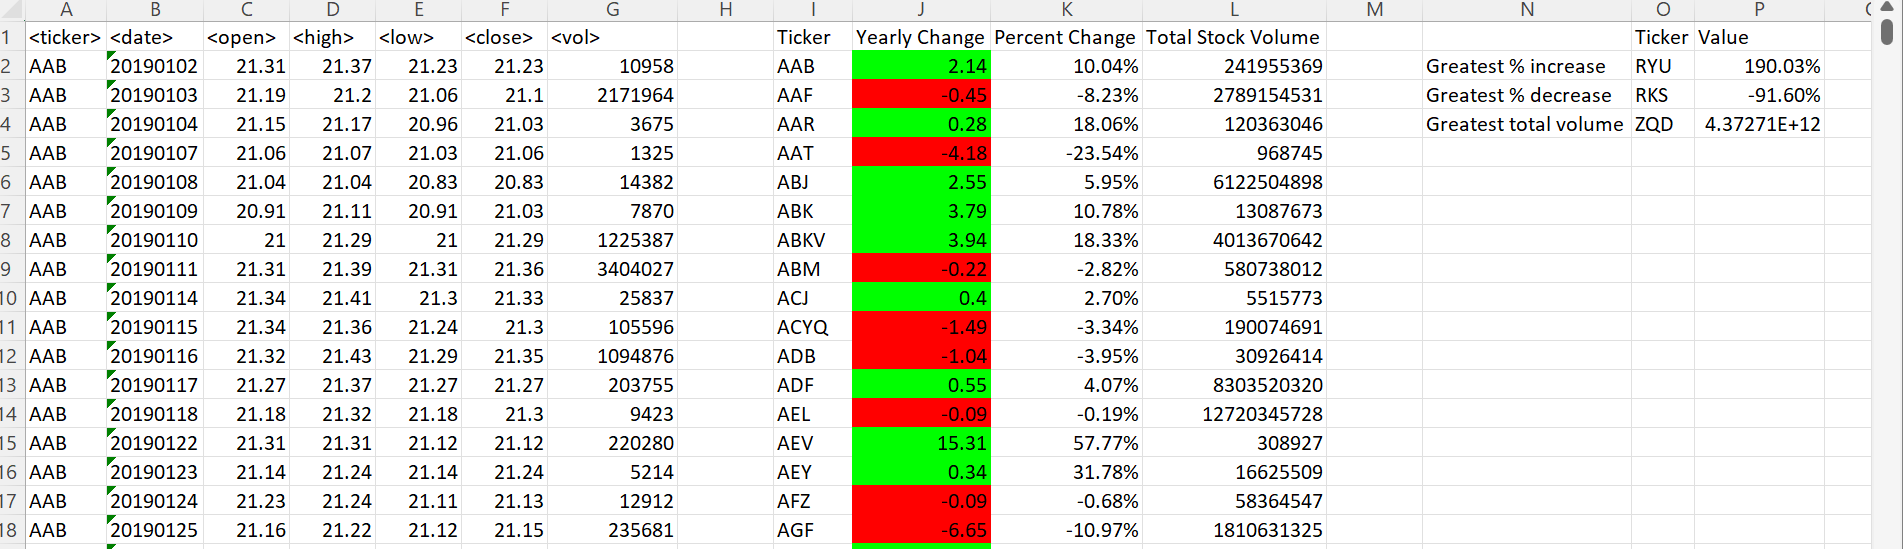 A B C D E F G H I J K L M N O P
1 <ticker> <date> <open> <high> <low> <close> <vol> Ticker Yearly Change Percent Change Total Stock Volume Ticker Value
2 AAB 20190102 21.31 21.37 21.23 21.23 10958 AAB 2.14 10.04% 241955369 Greatest % increase RYU 190.03%
3 AAB 20190103 21.19 21.2 21.06 21.1 2171964 AAF -0.45 -8.23% 2789154531 Greatest % decrease RKS -91.60%
4 AAB 20190104 21.15 21.17 20.96 21.03 3675 AAR 0.28 18.06% 120363046 Greatest total volume ZQD 4.37271E+12
5 AAB 20190107 21.06 21.07 21.03 21.06 1325 AAT -4.18 -23.54% 968745
6 AAB 20190108 21.04 21.04 20.83 20.83 14382 ABJ 2.55 5.95% 6122504898
7 AAB 20190109 20.91 21.11 20.91 21.03 7870 ABK 3.79 10.78% 13087673
8 AAB 20190110 21 21.29 21 21.29 1225387 ABKV 3.94 18.33% 4013670642
9 AAB 20190111 21.31 21.39 21.31 21.36 3404027 ABM -0.22 -2.82% 580738012
10 AAB 20190114 21.34 21.41 21.3 21.33 25837 ACJ 0.4 2.70% 5515773
11 AAB 20190115 21.34 21.36 21.24 21.3 105596 ACYQ -1.49 -3.34% 190074691
12 AAB 20190116 21.32 21.43 21.29 21.35 1094876 ADB -1.04 -3.95% 30926414
13 AAB 20190117 21.27 21.37 21.27 21.27 203755 ADF 0.55 4.07% 8303520320
14 AAB 20190118 21.18 21.32 21.18 21.3 9423 AEL -0.09 -0.19% 12720345728
15 AAB 20190122 21.31 21.31 21.12 21.12 220280 AEV 15.31 57.77% 308927
16 AAB 20190123 21.14 21.24 21.14 21.24 5214 AEY 0.34 31.78% 16625509
17 AAB 20190124 21.23 21.24 21.11 21.13 12912 AFZ -0.09 -0.68% 58364547
18 AAB 20190125 21.16 21.22 21.12 21.15 235681 AGF -6.65 -10.97% 1810631325